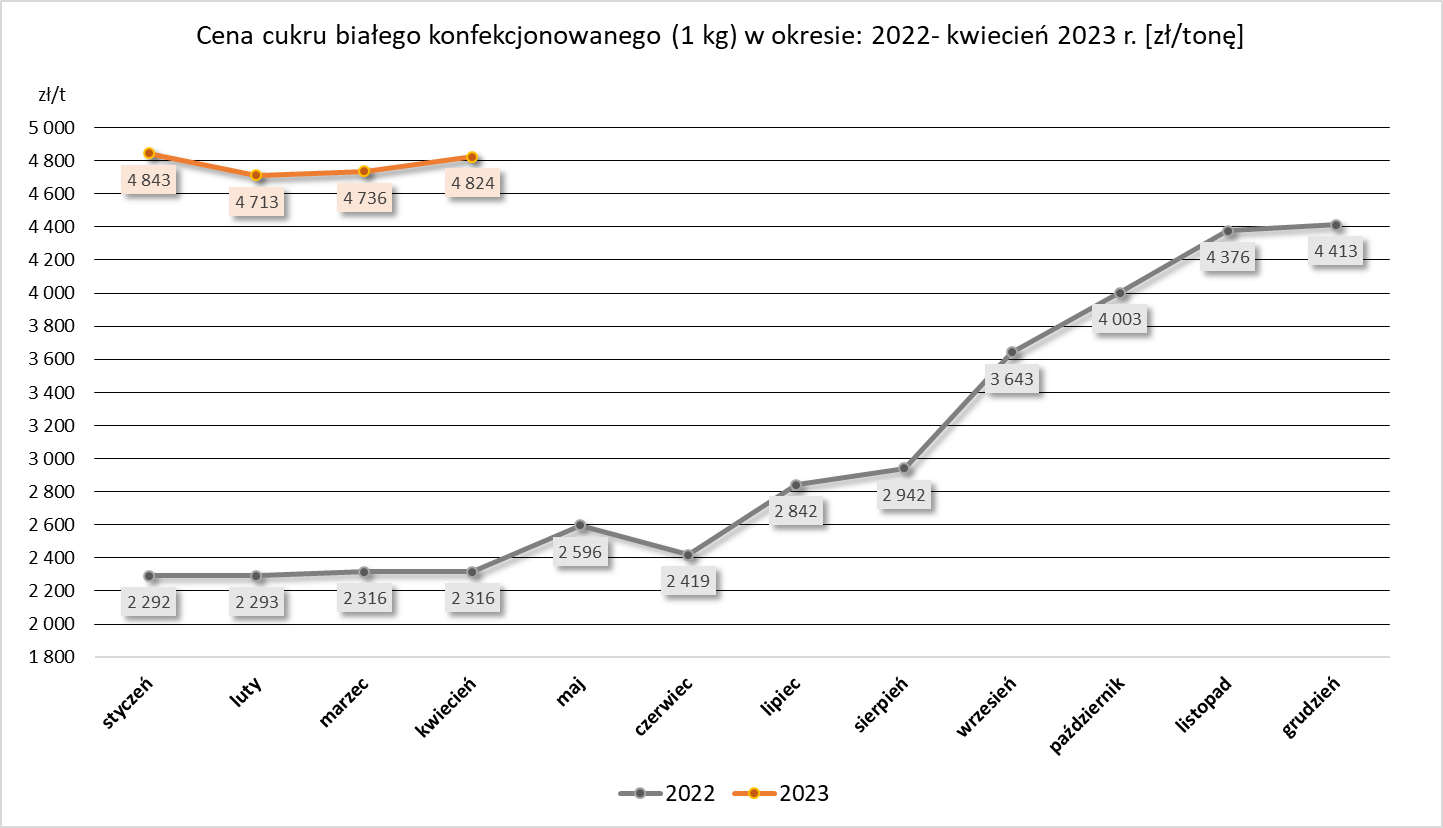 Cena cukru białego konfekcjonowanego (1 kg) w okresie: 2022- kwiecień 2023 r. [zł/tonę]
zł/t
5 000
4 800
4 600
4 400
4 200
4 000
3 800
3 600
3 400
3 200
3 000
2 800
2 600
2 400
2 200
2 000
1 800
4 843
4 713
4 736
4 824
2 292
2 293
2 316
2 316
2 596
2 419
2 842
2 942
3 643
4 003
4 376
4 413
styczeń
luty
marzec
kwiecień
maj
czerwiec
lipiec
sierpień
wrzesień
październik
listopad
grudzień
2022
2023